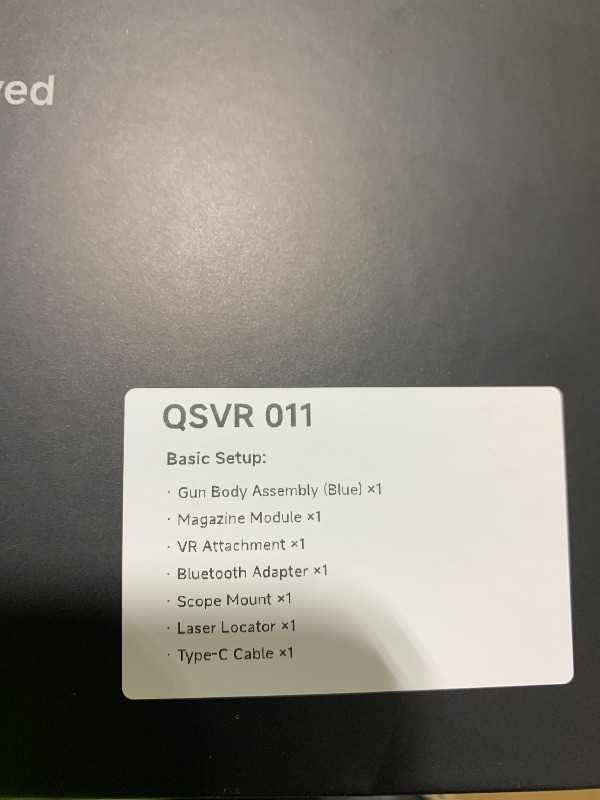 QSVR 011
Basic Setup:
· Gun Body Assembly (Blue) ×1
· Magazine Module ×1
· VR Attachment ×1
· Bluetooth Adapter ×1
· Scope Mount ×1
· Laser Locator ×1
· Type-C Cable ×1